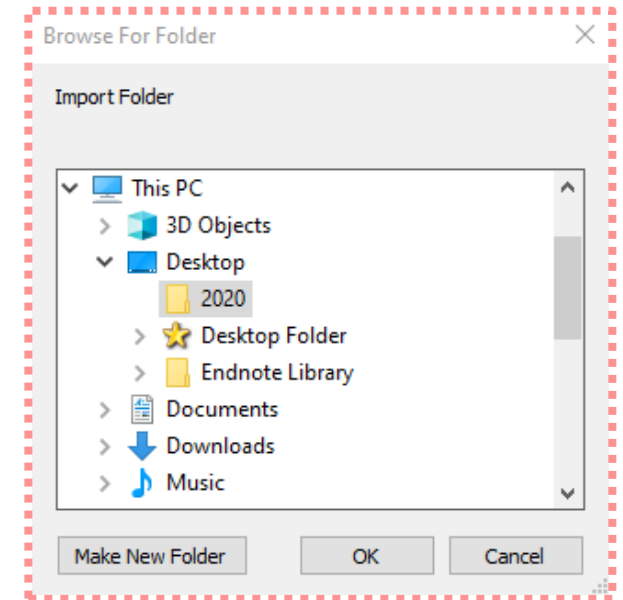 Browse For Folder
Import Folder
This PC
3D Objects
Desktop
2020
Desktop Folder
Endnote Library
Documents
Downloads
Music
Make New Folder OK Cancel